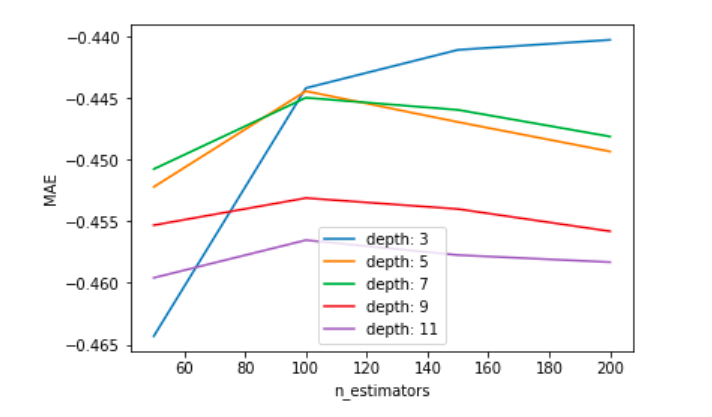 −0.440
−0.445
−0.450
−0.455
−0.460
−0.465
MAE
depth: 3
depth: 5
depth: 7
depth: 9
depth: 11
60 80 100 120 140 160 180 200
n_estimators